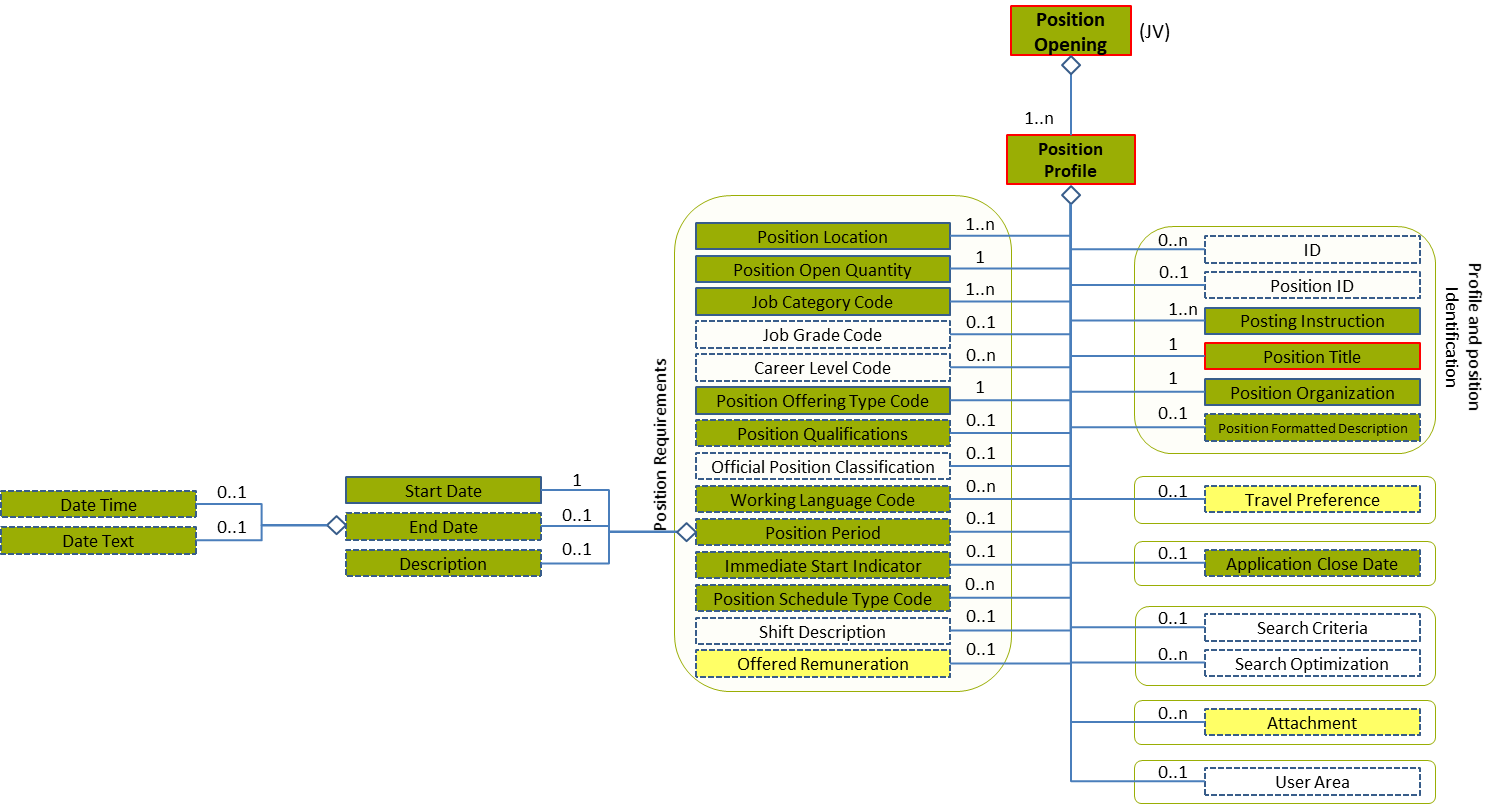 Position
Opening
(JV)
1..n
Position
Profile
Position Requirements
Position Location
1..n
Position Open Quantity
1
Job Category Code
1..n
Job Grade Code
0..1
Career Level Code
0..n
Position Offering Type Code
1
Position Qualifications
0..1
Official Position Classification
0..1
Working Language Code
0..n
Position Period
0..1
Immediate Start Indicator
0..1
Position Schedule Type Code
0..n
Shift Description
0..1
Offered Remuneration
0..1
Start Date
1
End Date
0..1
Description
0..1
Date Time
0..1
Date Text
0..1
Profile and position
Identification
0..n
ID
0..1
Position ID
1..n
Posting Instruction
1
Position Title
1
Position Organization
0..1
Position Formatted Description
0..1
Travel Preference
0..1
Application Close Date
0..1
Search Criteria
0..n
Search Optimization
0..n
Attachment
0..1
User Area